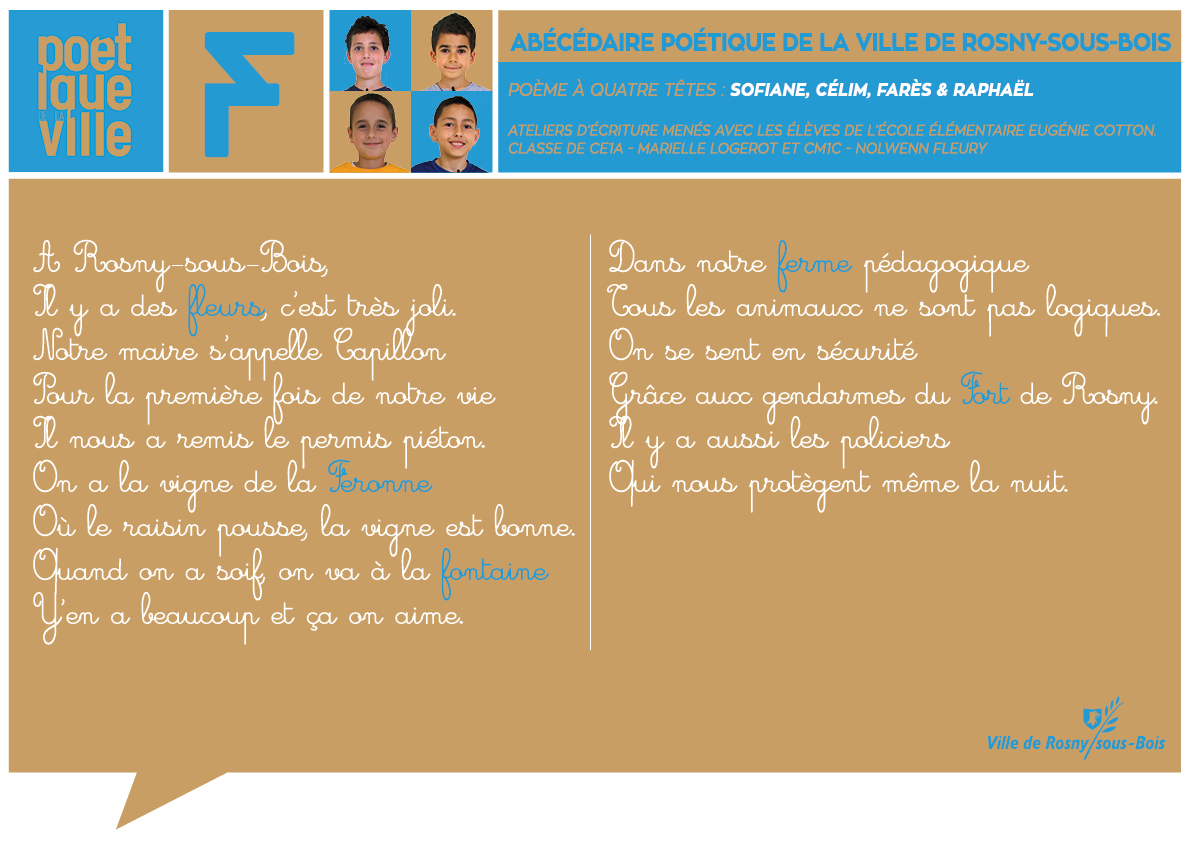 poet
ique
DE LA
ville
F
ABÉCÉDAIRE POÉTIQUE DE LA VILLE DE ROSNY-SOUS-BOIS
POÈME À QUATRE TÊTES : SOFIANE, CÉLIM, FARÈS & RAPHAËL
ATELIERS D'ÉCRITURE MENÉS AVEC LES ÉLÈVES DE L'ÉCOLE ÉLÉMENTAIRE EUGÉNIE COTTON.
CLASSE DE CE1A - MARIELLE LOGEROT ET CM1C - NOLWENN FLEURY
A Rosny-sous-Bois,
Il y a des fleurs, c'est très joli.
Notre maire s'appelle Capillon
Pour la première fois de notre vie
Il nous a remis le permis piéton.
On a la vigne de la Feronne
Où le raisin pousse, la vigne est bonne.
Quand on a soif, on va à la fontaine
Y'en a beaucoup et ça on aime.
Dans notre ferme pédagogique
Tous les animaux ne sont pas logiques.
On se sent en sécurité
Grâce aux gendarmes du Fort de Rosny.
Il y a aussi les policiers
Qui nous protègent même la nuit.
Ville de Rosny/sous-Bois